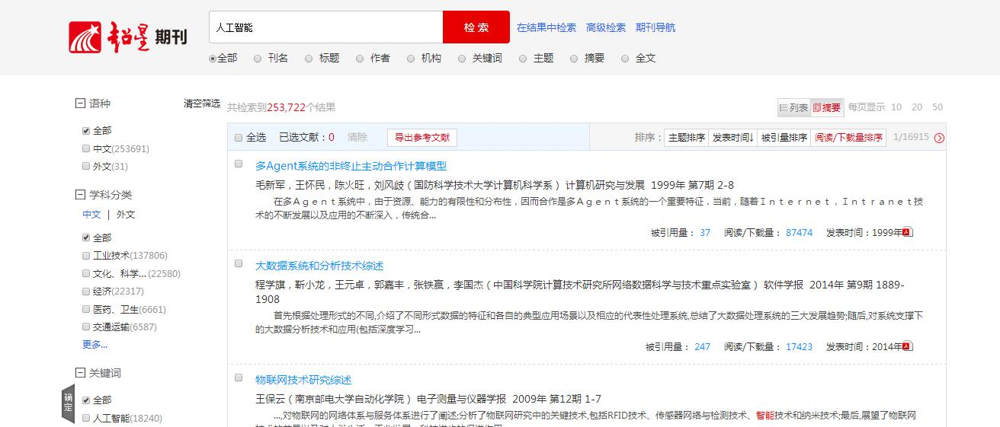 超星 期刊
人工智能
检 索
在结果中检索 高级检索 期刊导航
全部 刊名 标题 作者 机构 关键词 主题 摘要 全文
语种 清空筛选
全部
中文(253691)
外文(31)
学科分类
中文 | 外文
全部
工业技术(137806)
文化、科学...(22580)
经济(22317)
医药、卫生(6661)
交通运输(6587)
更多...
关键词
确定
全部
人工智能(18240)
共检索到253,722个结果
列表 摘要 每页显示 10 20 50
全选 已选文献：0 清除 导出参考文献
排序： 主题排序 发表时间↓ 被引量排序 阅读/下载量排序 1/16915
多Agent系统的非终止主动合作计算模型
毛新军，王怀民，陈火旺，刘风歧（国防科学技术大学计算机科学系） 计算机研究与发展 1999年 第7期 2-8
在多Ａｇｅｎｔ系统中，由于资源、能力的有限性和分布性，因而合作是多Ａｇｅｎｔ系统的一个重要特征．当前，随着Ｉｎｔｅｒｎｅｔ，Ｉｎｔｒａｎｅｔ技
术的不断发展以及应用的不断深入，传统合...
被引用量： 37 阅读/下载量： 87474 发表时间：1999年
大数据系统和分析技术综述
程学旗，靳小龙，王元卓，郭嘉丰，张铁赢，李国杰（中国科学院计算技术研究所网络数据科学与技术重点实验室） 软件学报 2014年 第9期 1889-
1908
首先根据处理形式的不同,介绍了不同形式数据的特征和各自的典型应用场景以及相应的代表性处理系统,总结了大数据处理系统的三大发展趋势;随后,对系统支撑下
的大数据分析技术和应用(包括深度学习...
被引用量： 247 阅读/下载量： 17423 发表时间：2014年
物联网技术研究综述
王保云（南京邮电大学自动化学院） 电子测量与仪器学报 2009年 第12期 1-7
...,对物联网的网络体系与服务体系进行了阐述;分析了物联网研究中的关键技术,包括RFID技术、传感器网络与检测技术、智能技术和纳米技术;最后,展望了物联网